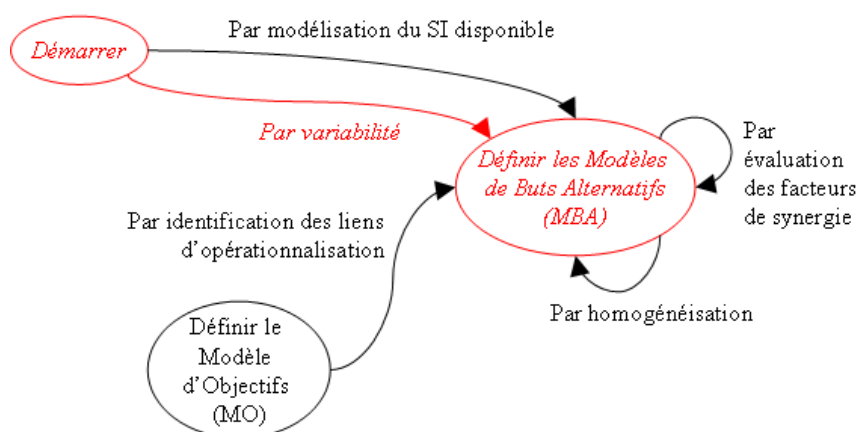 Par modélisation du SI disponible
Démarrer
Par variabilité
Définir les Modèles
de Buts Alternatifs
(MBA)
Par
évaluation
des facteurs
de synergie
Par identification des liens
d'opérationnalisation
Par homogénéisation
Définir le
Modèle
d'Objectifs
(MO)